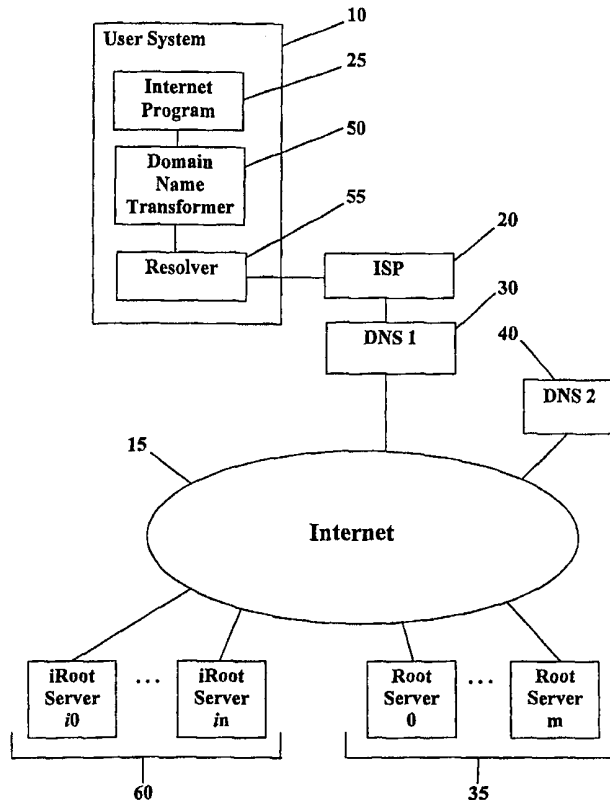 10
User System
25
Internet
Program
50
Domain
Name
Transformer
55
Resolver
20
ISP
30
DNS 1
40
DNS 2
15
Internet
iRoot
Server
i0
...
iRoot
Server
in
Root
Server
0
...
Root
Server
m
60
35